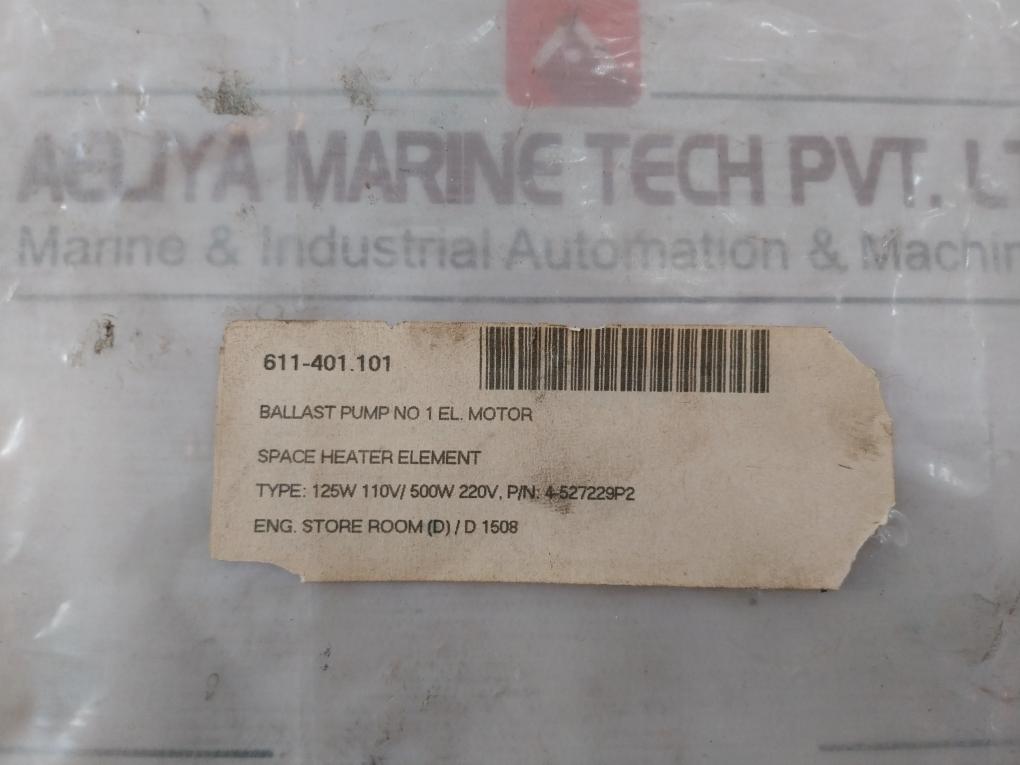 AELIYA MARINE TECH PVT. LT
Marine & Industrial Automation & Machin
611-401.101
BALLAST PUMP NO 1 EL. MOTOR
SPACE HEATER ELEMENT
TYPE: 125W 110V/ 500W 220V, P/N: 4-527229P2
ENG. STORE ROOM (D) / D 1508